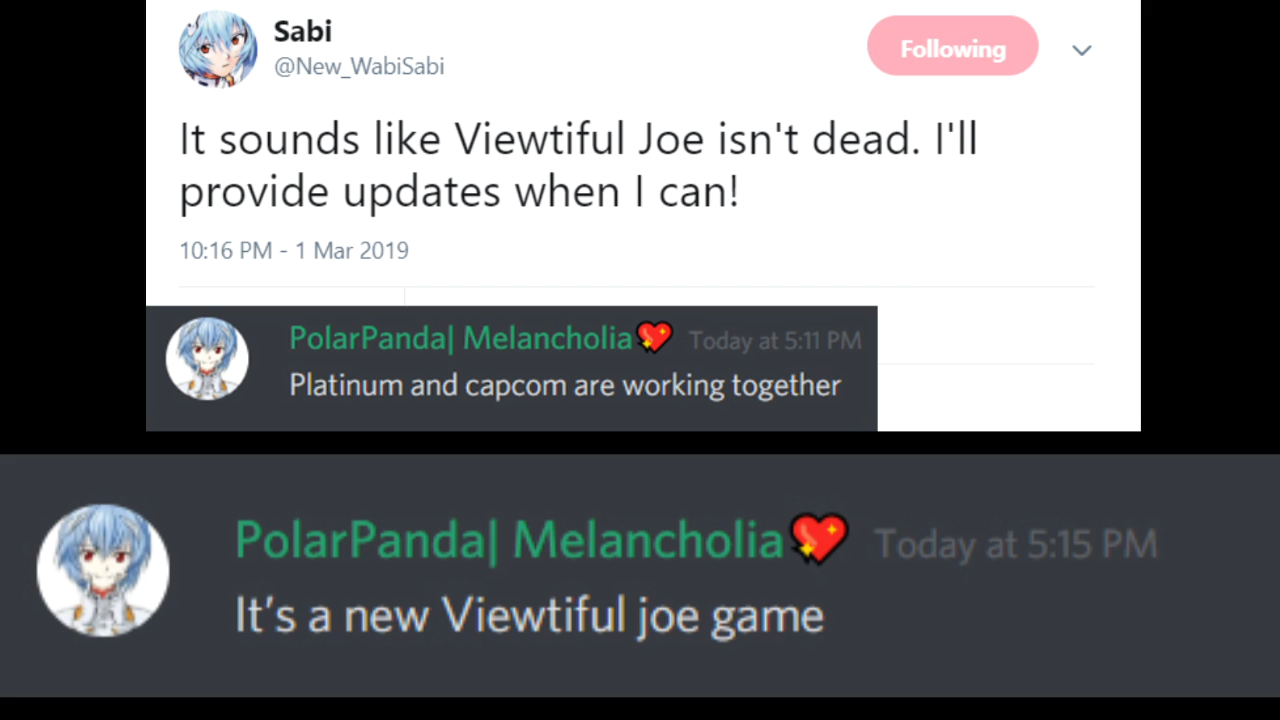 Sabi
Following
@New_WabiSabi
It sounds like Viewtiful Joe isn't dead. I'll
provide updates when I can!
10:16 PM - 1 Mar 2019
PolarPanda| Melancholia💖 Today at 5:11 PM
Platinum and capcom are working together
PolarPanda| Melancholia💖 Today at 5:15 PM
It's a new Viewtiful joe game